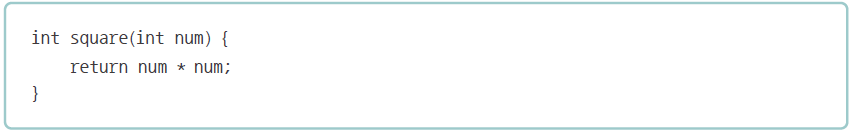 int square(int num) {
    return num * num;
}